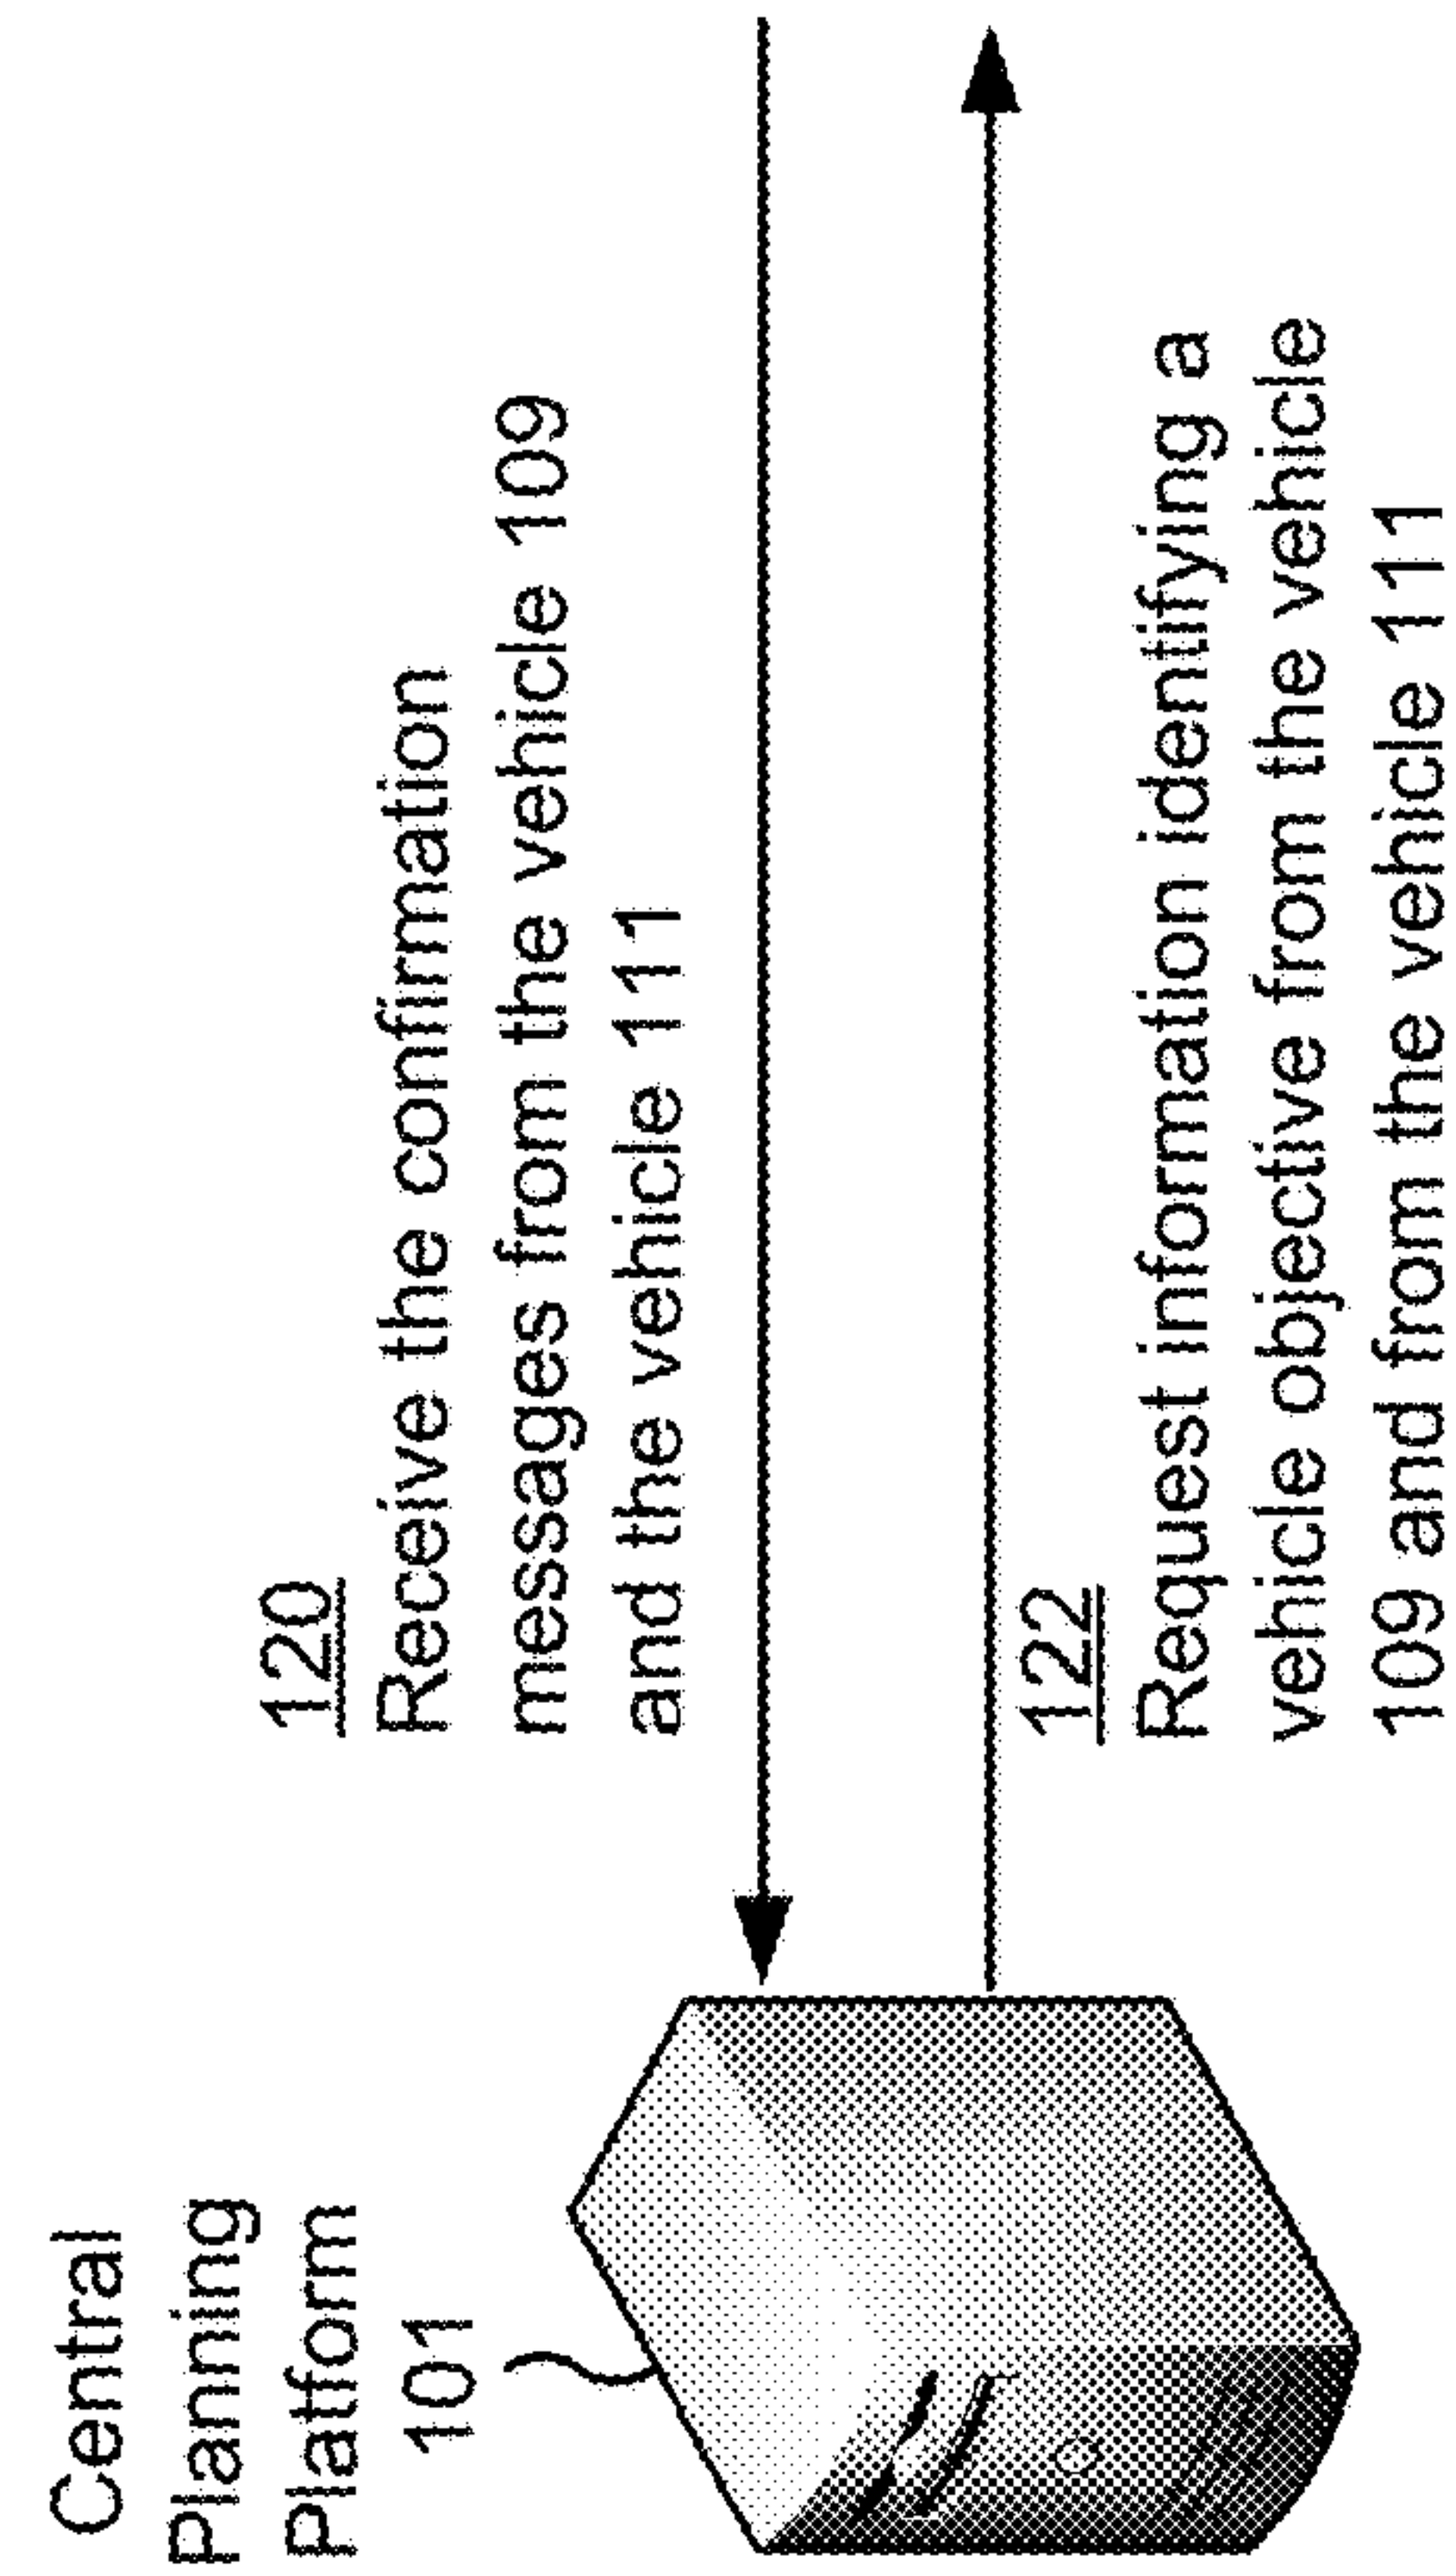 Central
Planning
Platform
101
120
Receive the confirmation
messages from the vehicle 109
and the vehicle 111
122
Request information identifying a
vehicle objective from the vehicle
109 and from the vehicle 111